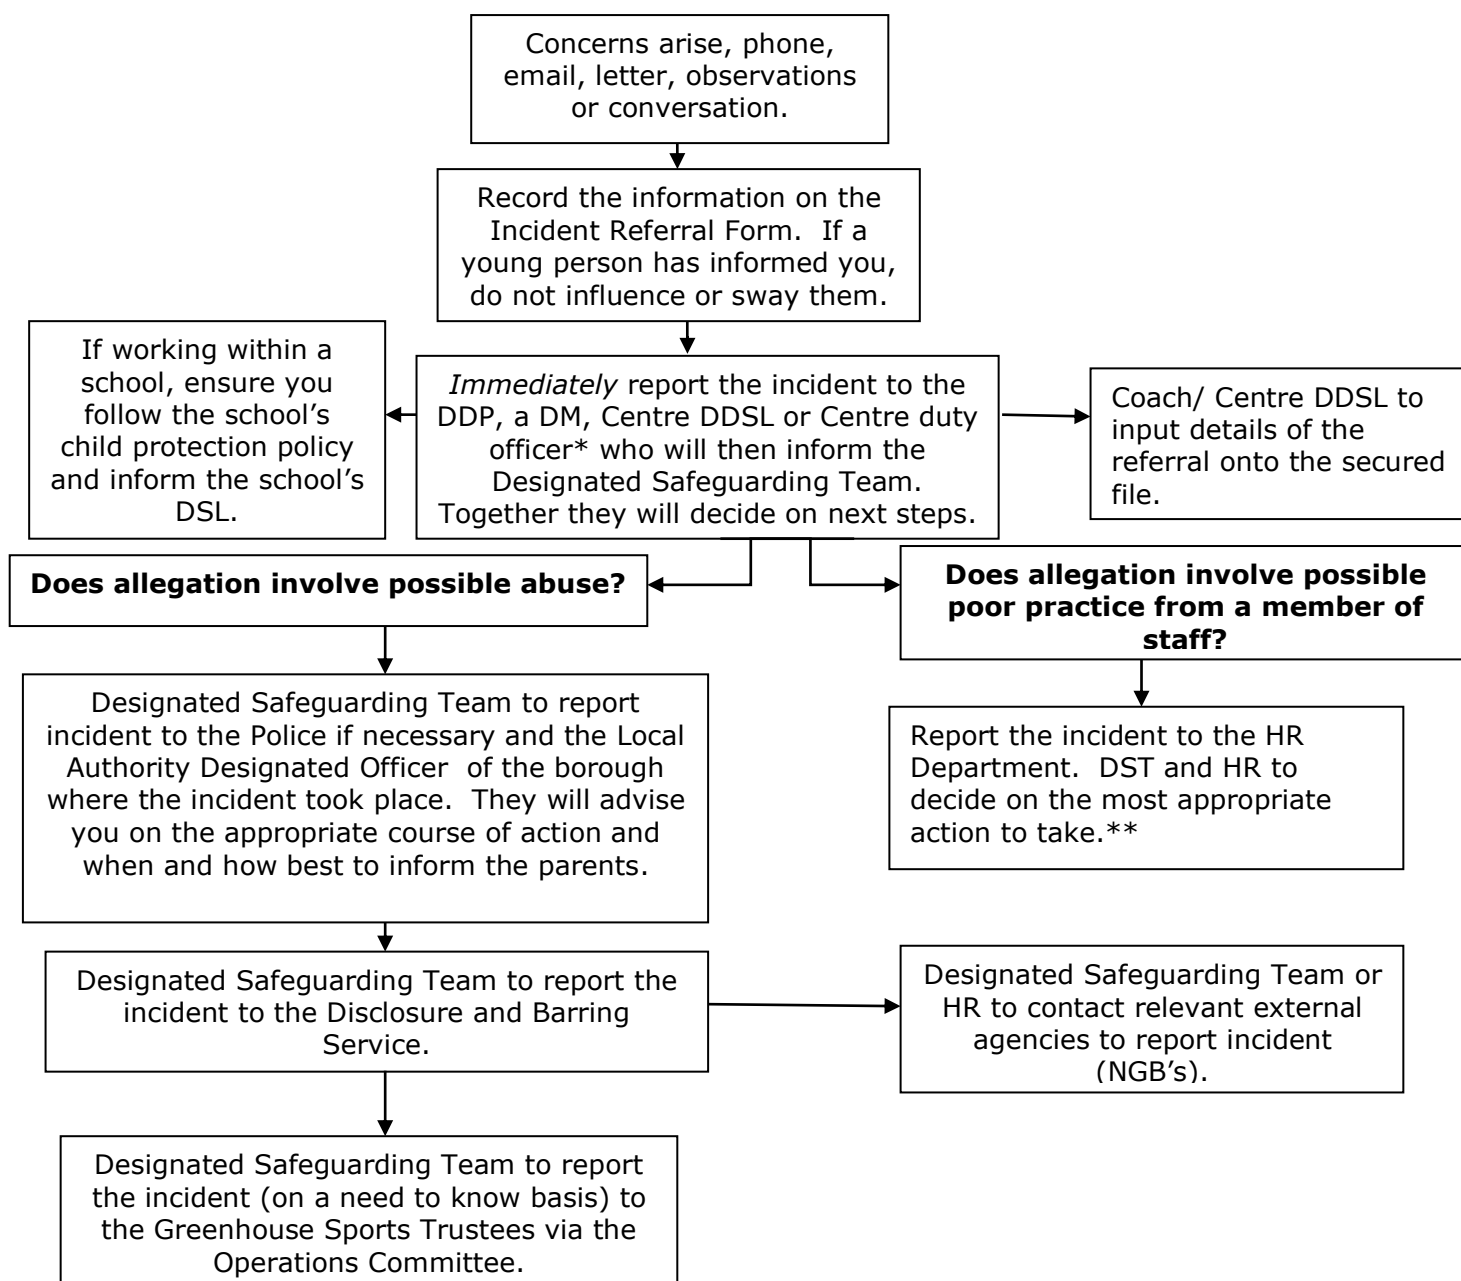 Concerns arise, phone,
email, letter, observations
or conversation.
Record the information on the
Incident Referral Form.  If a
young person has informed you,
do not influence or sway them.
If working within a
school, ensure you
follow the school’s
child protection policy
and inform the school’s
DSL.
Immediately report the incident to the
DDP, a DM, Centre DDSL or Centre duty
officer* who will then inform the
Designated Safeguarding Team.
Together they will decide on next steps.
Coach/ Centre DDSL to
input details of the
referral onto the secured
file.
Does allegation involve possible abuse?
Does allegation involve possible
poor practice from a member of
staff?
Designated Safeguarding Team to report
incident to the Police if necessary and the Local
Authority Designated Officer  of the borough
where the incident took place.  They will advise
you on the appropriate course of action and
when and how best to inform the parents.
Report the incident to the HR
Department.  DST and HR to
decide on the most appropriate
action to take.**
Designated Safeguarding Team to report the
incident to the Disclosure and Barring
Service.
Designated Safeguarding Team or
HR to contact relevant external
agencies to report incident
(NGB’s).
Designated Safeguarding Team to report
the incident (on a need to know basis) to
the Greenhouse Sports Trustees via the
Operations Committee.